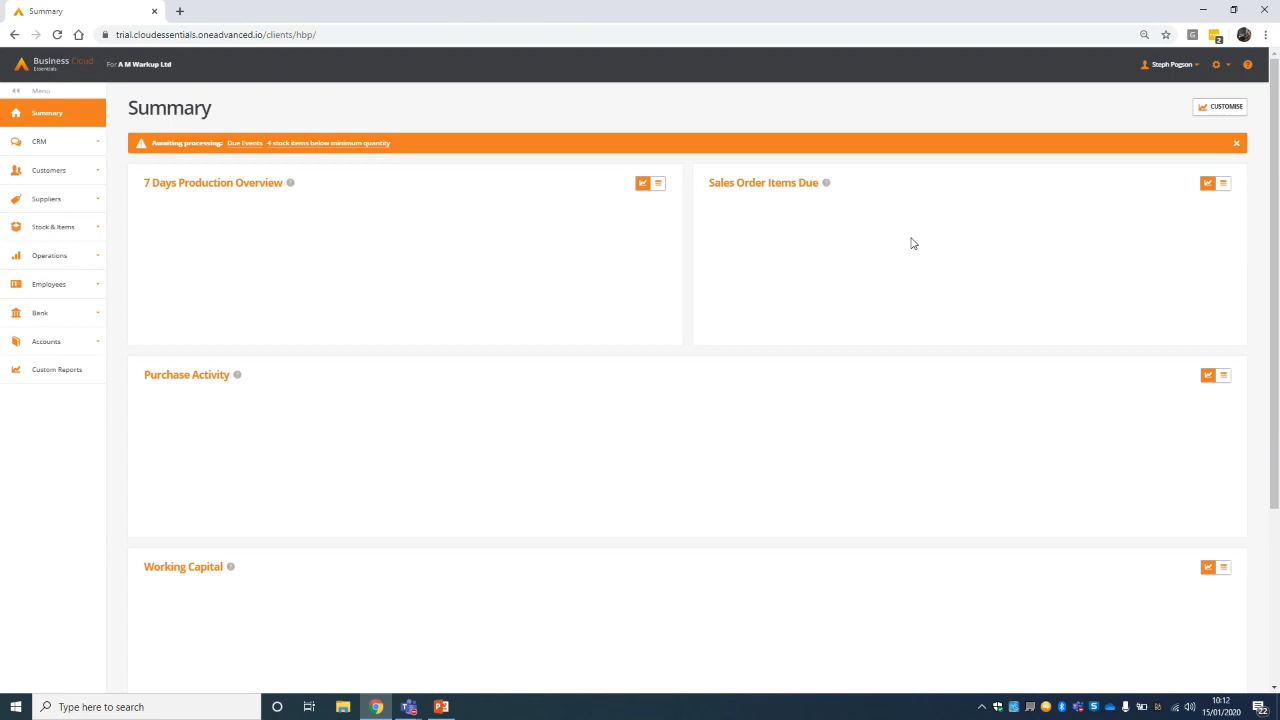 Summary
trial.cloudessentials.oneadvanced.io/clients/hbp/
Business Cloud
Essentials
For A M Warkup Ltd
Steph Pogson
Menu
Summary
CRM
Customers
Suppliers
Stock & Items
Operations
Employees
Bank
Accounts
Custom Reports
Summary
CUSTOMISE
Awaiting processing: Due Events 4 stock items below minimum quantity
7 Days Production Overview
Sales Order Items Due
Purchase Activity
Working Capital
Type here to search
10:12
15/01/2020
22